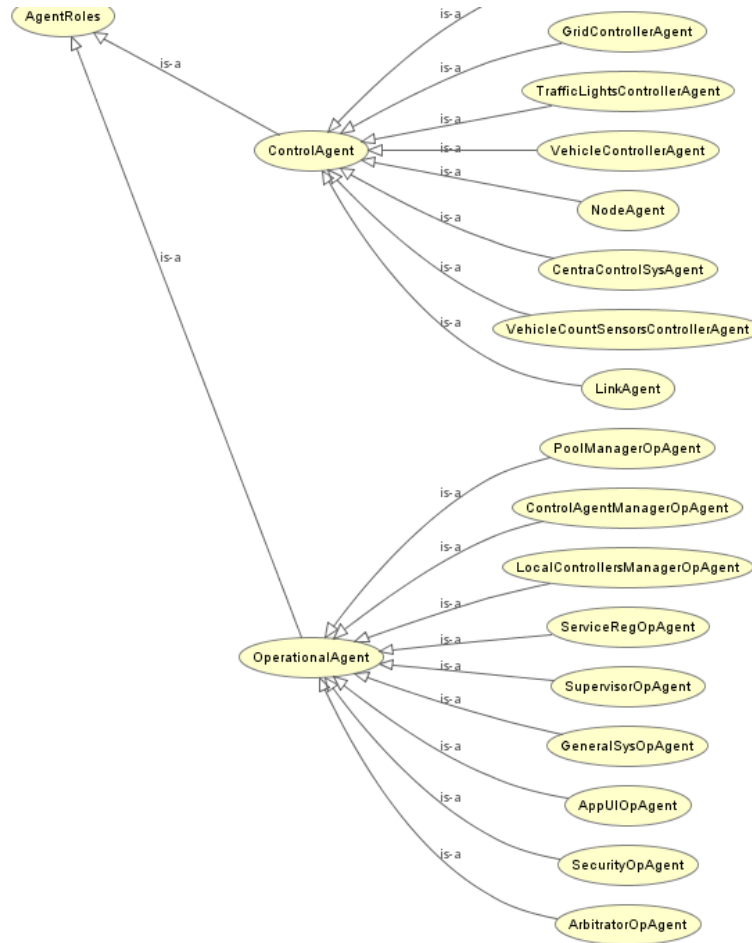 AgentRoles
is-a
is-a
GridControllerAgent
is-a
is-a
TrafficLightsControllerAgent
is-a
ControlAgent
is-a
VehicleControllerAgent
is-a
NodeAgent
is-a
CentraControlSysAgent
is-a
is-a
VehicleCountSensorsControllerAgent
is-a
LinkAgent
PoolManagerOpAgent
is-a
ControlAgentManagerOpAgent
is-a
LocalControllersManagerOpAgent
is-a
ServiceRegOpAgent
is-a
OperationalAgent
is-a
SupervisorOpAgent
is-a
GeneralSysOpAgent
is-a
AppUIOpAgent
is-a
SecurityOpAgent
is-a
ArbitratorOpAgent